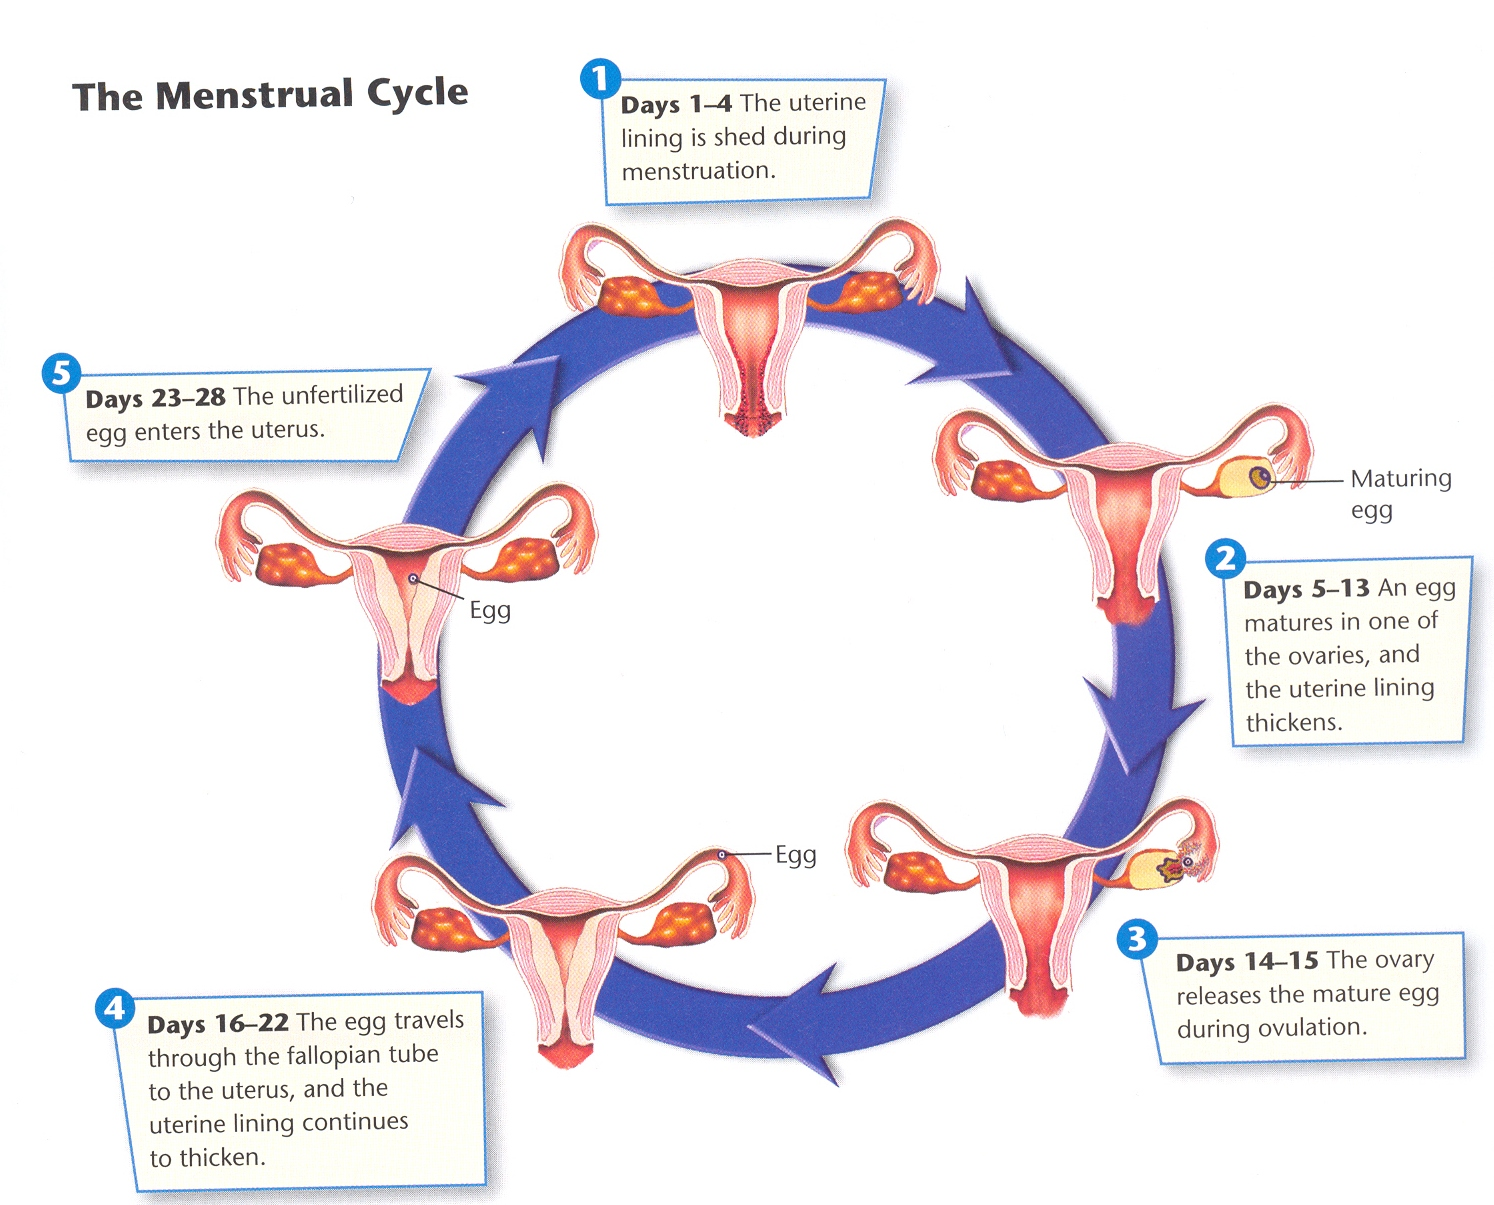 The Menstrual Cycle
1
Days 1–4 The uterine
lining is shed during
menstruation.
Maturing
egg
2
Days 5–13 An egg
matures in one of
the ovaries, and
the uterine lining
thickens.
3
Days 14–15 The ovary
releases the mature egg
during ovulation.
Egg
4
Days 16–22 The egg travels
through the fallopian tube
to the uterus, and the
uterine lining continues
to thicken.
5
Days 23–28 The unfertilized
egg enters the uterus.
Egg